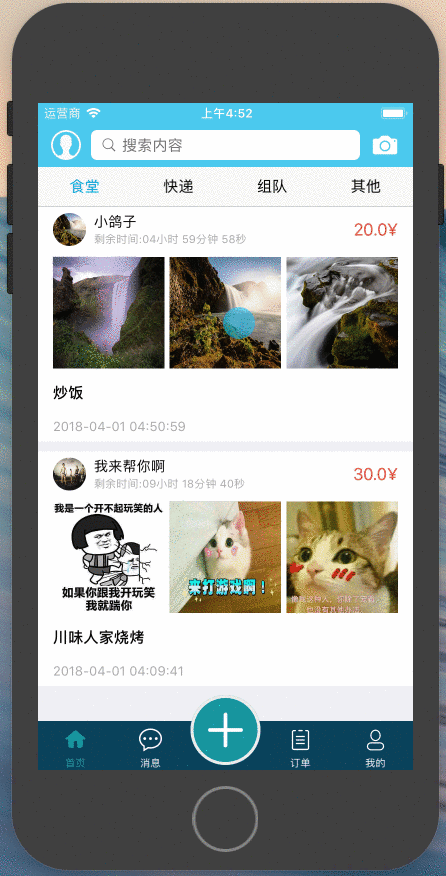 运营商 上午4:52
搜索内容
食堂 快递 组队 其他
小鸽子
剩余时间:04小时 59分钟 58秒
20.0¥
炒饭
2018-04-01 04:50:59
我来帮你啊
剩余时间:09小时 18分钟 40秒
30.0¥
我是一个开不起玩笑的人
如果你跟我开玩笑
我就踹你
来打游戏啊！
川味人家烧烤
2018-04-01 04:09:41
首页 消息 订单 我的